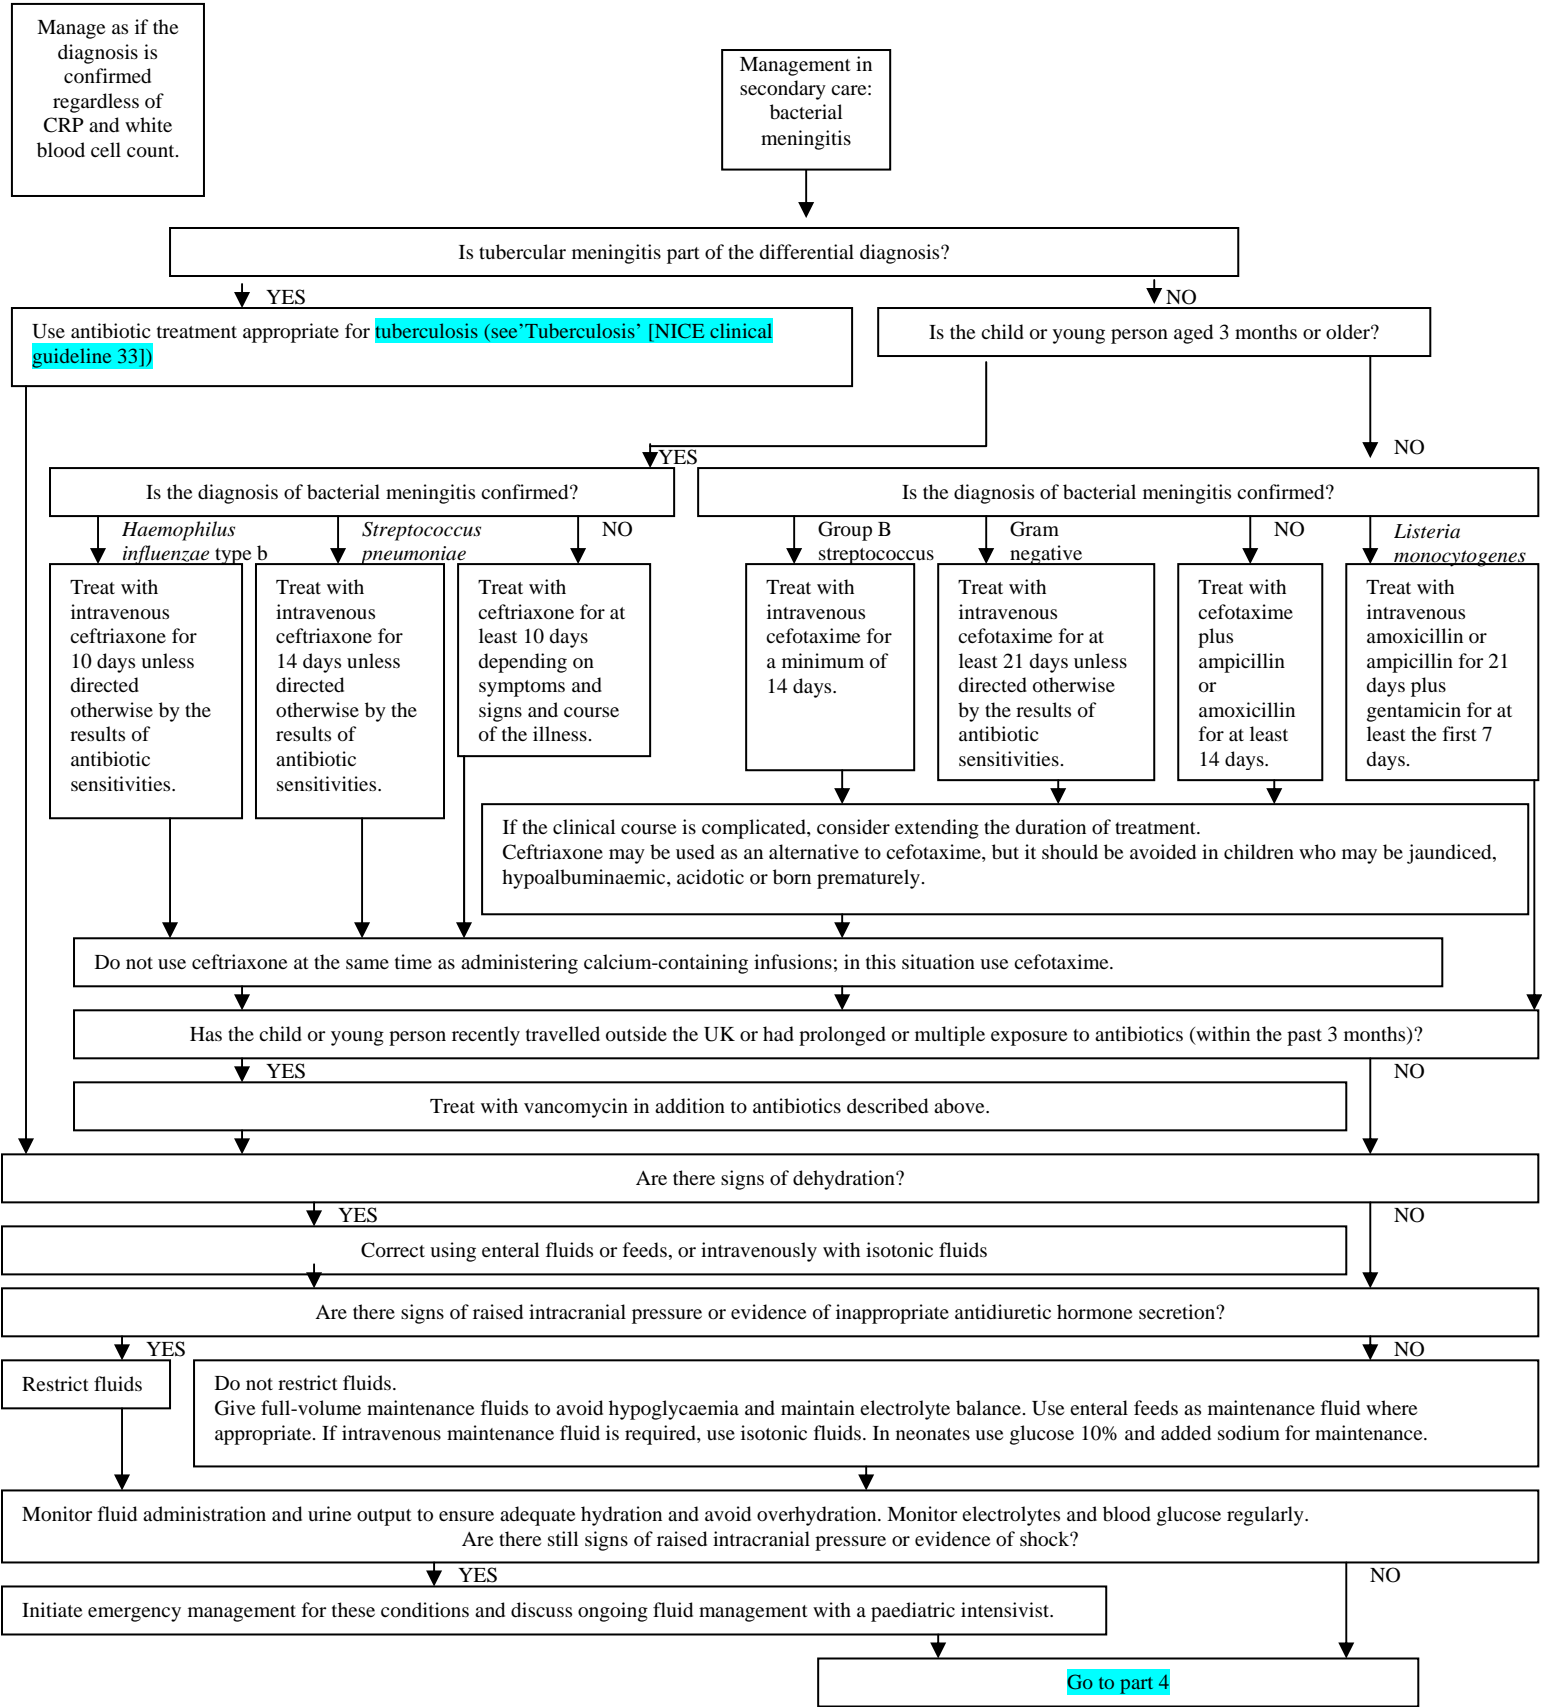 Manage as if the
diagnosis is
confirmed
regardless of
CRP and white
blood cell count.
Management in
secondary care:
bacterial
meningitis
Is tubercular meningitis part of the differential diagnosis?
YES
NO
Use antibiotic treatment appropriate for tuberculosis (see'Tuberculosis' [NICE clinical
guideline 33])
Is the child or young person aged 3 months or older?
YES
NO
Is the diagnosis of bacterial meningitis confirmed?
Is the diagnosis of bacterial meningitis confirmed?
Haemophilus
influenzae type b
Streptococcus
pneumoniae
NO
Group B
streptococcus
Gram
negative
NO
Listeria
monocytogenes
Treat with
intravenous
ceftriaxone for
10 days unless
directed
otherwise by the
results of
antibiotic
sensitivities.
Treat with
intravenous
ceftriaxone for
14 days unless
directed
otherwise by the
results of
antibiotic
sensitivities.
Treat with
ceftriaxone for at
least 10 days
depending on
symptoms and
signs and course
of the illness.
Treat with
intravenous
cefotaxime for
a minimum of
14 days.
Treat with
intravenous
cefotaxime for at
least 21 days unless
directed otherwise
by the results of
antibiotic
sensitivities.
Treat with
cefotaxime
plus
ampicillin
or
amoxicillin
for at least
14 days.
Treat with
intravenous
amoxicillin or
ampicillin for 21
days plus
gentamicin for at
least the first 7
days.
If the clinical course is complicated, consider extending the duration of treatment.
Ceftriaxone may be used as an alternative to cefotaxime, but it should be avoided in children who may be jaundiced,
hypoalbuminaemic, acidotic or born prematurely.
Do not use ceftriaxone at the same time as administering calcium-containing infusions; in this situation use cefotaxime.
Has the child or young person recently travelled outside the UK or had prolonged or multiple exposure to antibiotics (within the past 3 months)?
YES
NO
Treat with vancomycin in addition to antibiotics described above.
Are there signs of dehydration?
YES
NO
Correct using enteral fluids or feeds, or intravenously with isotonic fluids
Are there signs of raised intracranial pressure or evidence of inappropriate antidiuretic hormone secretion?
YES
NO
Restrict fluids
Do not restrict fluids.
Give full-volume maintenance fluids to avoid hypoglycaemia and maintain electrolyte balance. Use enteral feeds as maintenance fluid where
appropriate. If intravenous maintenance fluid is required, use isotonic fluids. In neonates use glucose 10% and added sodium for maintenance.
Monitor fluid administration and urine output to ensure adequate hydration and avoid overhydration. Monitor electrolytes and blood glucose regularly.
Are there still signs of raised intracranial pressure or evidence of shock?
YES
NO
Initiate emergency management for these conditions and discuss ongoing fluid management with a paediatric intensivist.
Go to part 4